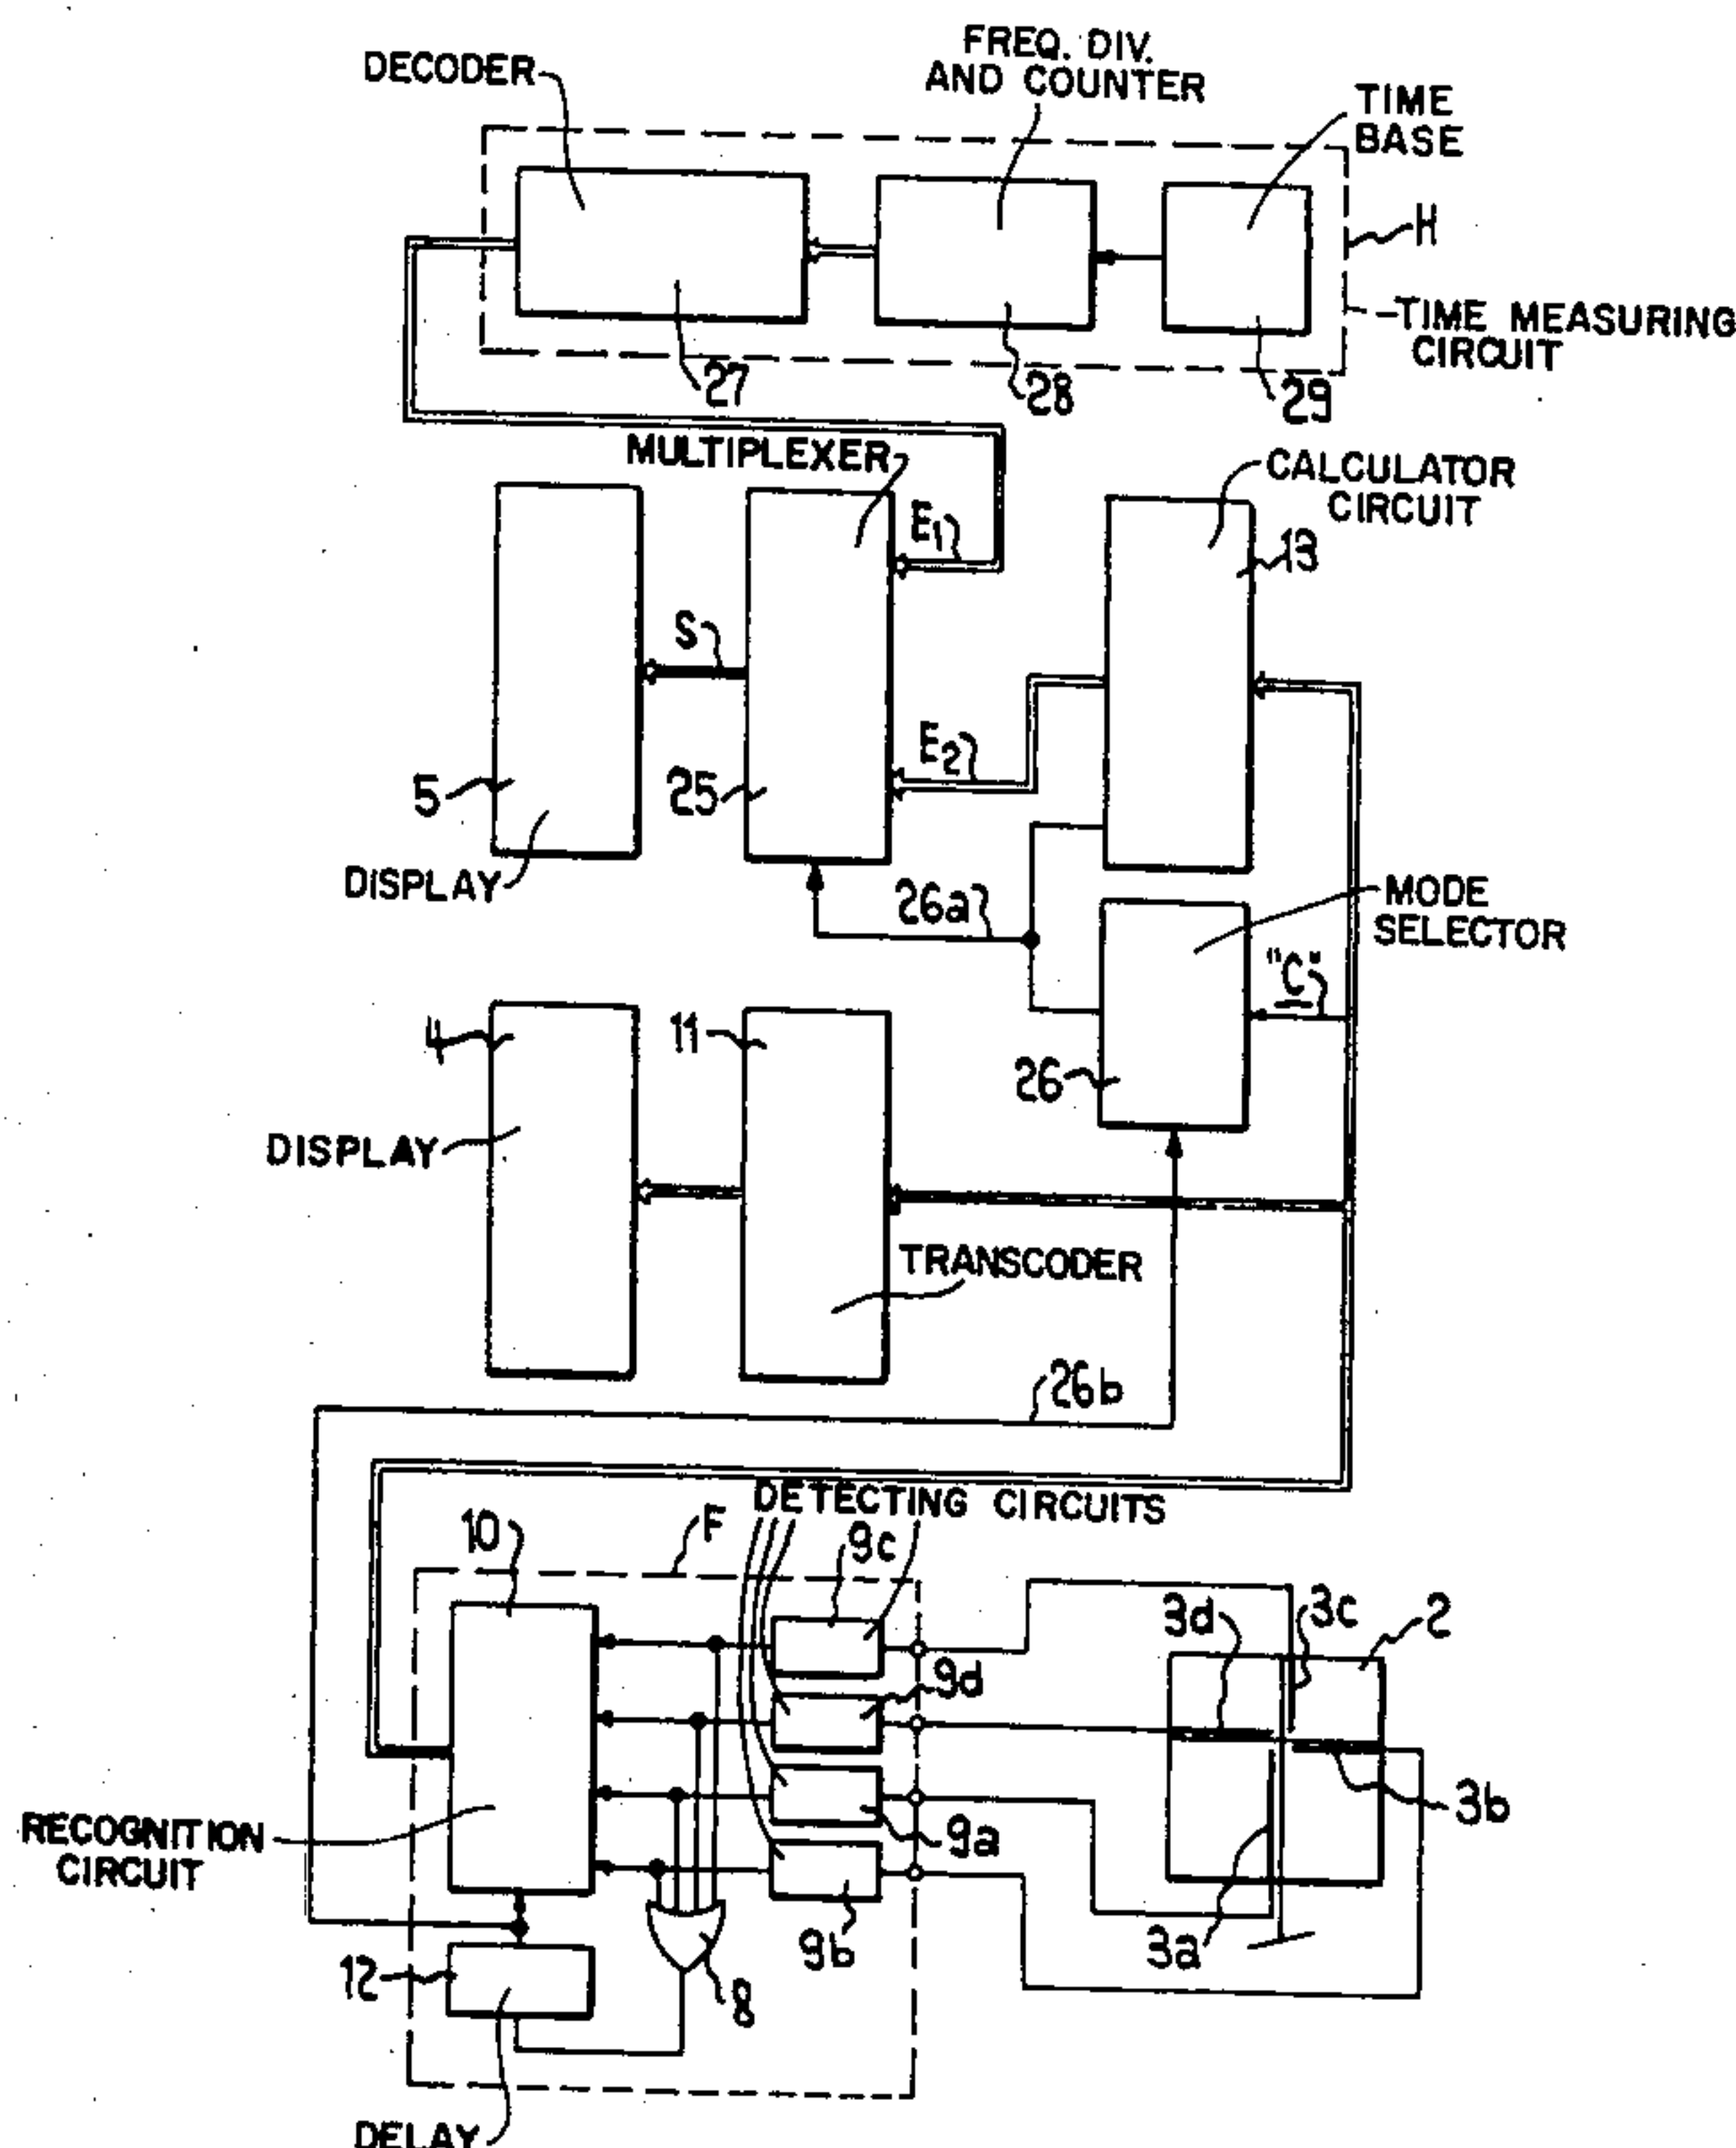 DECODER
FREQ. DIV.
AND COUNTER
TIME
BASE
H
TIME MEASURING
CIRCUIT
27
28
29
MULTIPLEXER
CALCULATOR
CIRCUIT
E1
13
S
E2
5
25
DISPLAY
26a
MODE
SELECTOR
"C"
4
11
26
DISPLAY
TRANSCODER
26b
DETECTING CIRCUITS
10
F
9c
3d
3c
2
9d
3b
RECOGNITION
CIRCUIT
9a
3a
9b
12
8
DELAY